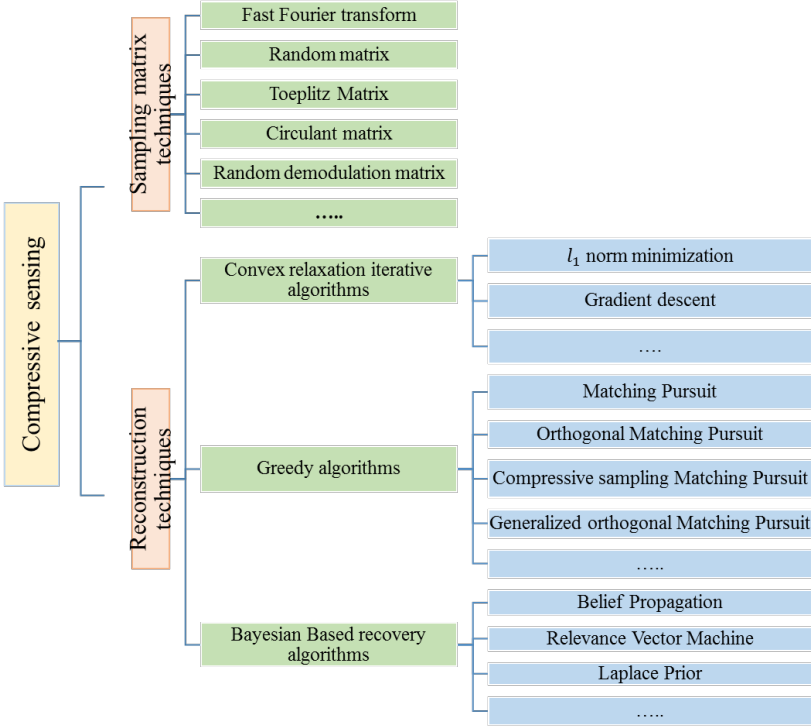 Compressive sensing
Sampling matrix
techniques
Fast Fourier transform
Random matrix
Toeplitz Matrix
Circulant matrix
Random demodulation matrix
…..
Reconstruction
techniques
Convex relaxation iterative
algorithms
l₁ norm minimization
Gradient descent
….
Greedy algorithms
Matching Pursuit
Orthogonal Matching Pursuit
Compressive sampling Matching Pursuit
Generalized orthogonal Matching Pursuit
…..
Bayesian Based recovery
algorithms
Belief Propagation
Relevance Vector Machine
Laplace Prior
…..